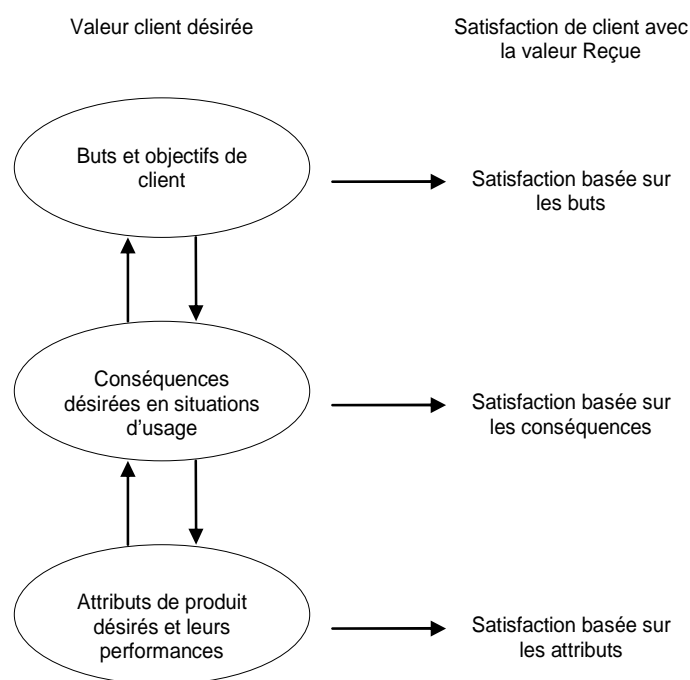 Valeur client désirée
Satisfaction de client avec
la valeur Reçue
Buts et objectifs de
client
Satisfaction basée sur
les buts
Conséquences
désirées en situations
d'usage
Satisfaction basée sur
les conséquences
Attributs de produit
désirés et leurs
performances
Satisfaction basée sur
les attributs